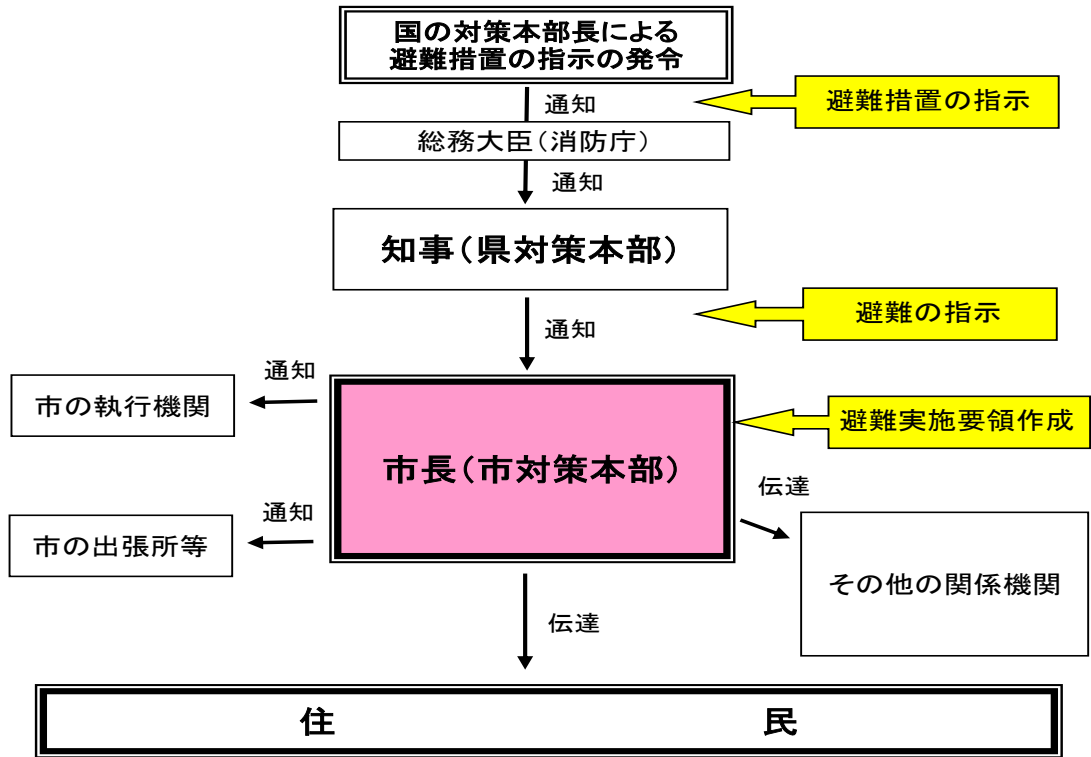 国の対策本部長による
避難措置の指示の発令
通知
避難措置の指示
総務大臣(消防庁)
通知
知事(県対策本部)
通知
避難の指示
通知
市の執行機関
避難実施要領作成
市長(市対策本部)
伝達
通知
市の出張所等
その他の関係機関
伝達
住 民